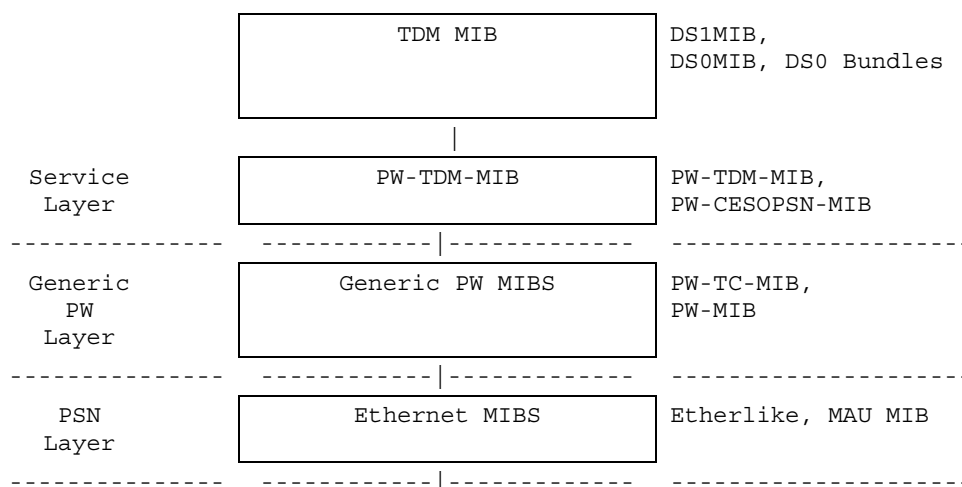 TDM MIB DS1MIB,
DS0MIB, DS0 Bundles
|
Service PW-TDM-MIB PW-TDM-MIB,
Layer PW-CESOPSN-MIB
--------------- ------------|------------- --------------------
Generic Generic PW MIBS PW-TC-MIB,
PW PW-MIB
Layer
--------------- ------------|------------- --------------------
PSN Ethernet MIBS Etherlike, MAU MIB
Layer
--------------- ------------|------------- --------------------